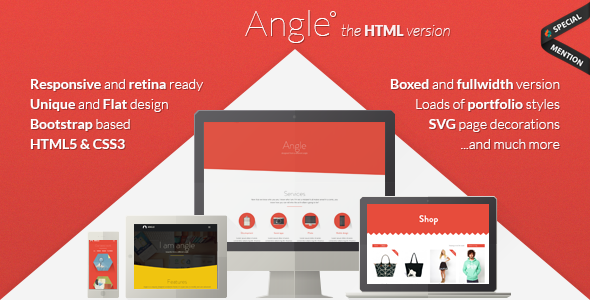 Angle° the HTML version
SPECIAL
MENTION
Responsive and retina ready
Unique and Flat design
Bootstrap based
HTML5 & CSS3
Boxed and fullwidth version
Loads of portfolio styles
SVG page decorations
...and much more
Angle
Services
I am angle
Features
Shop